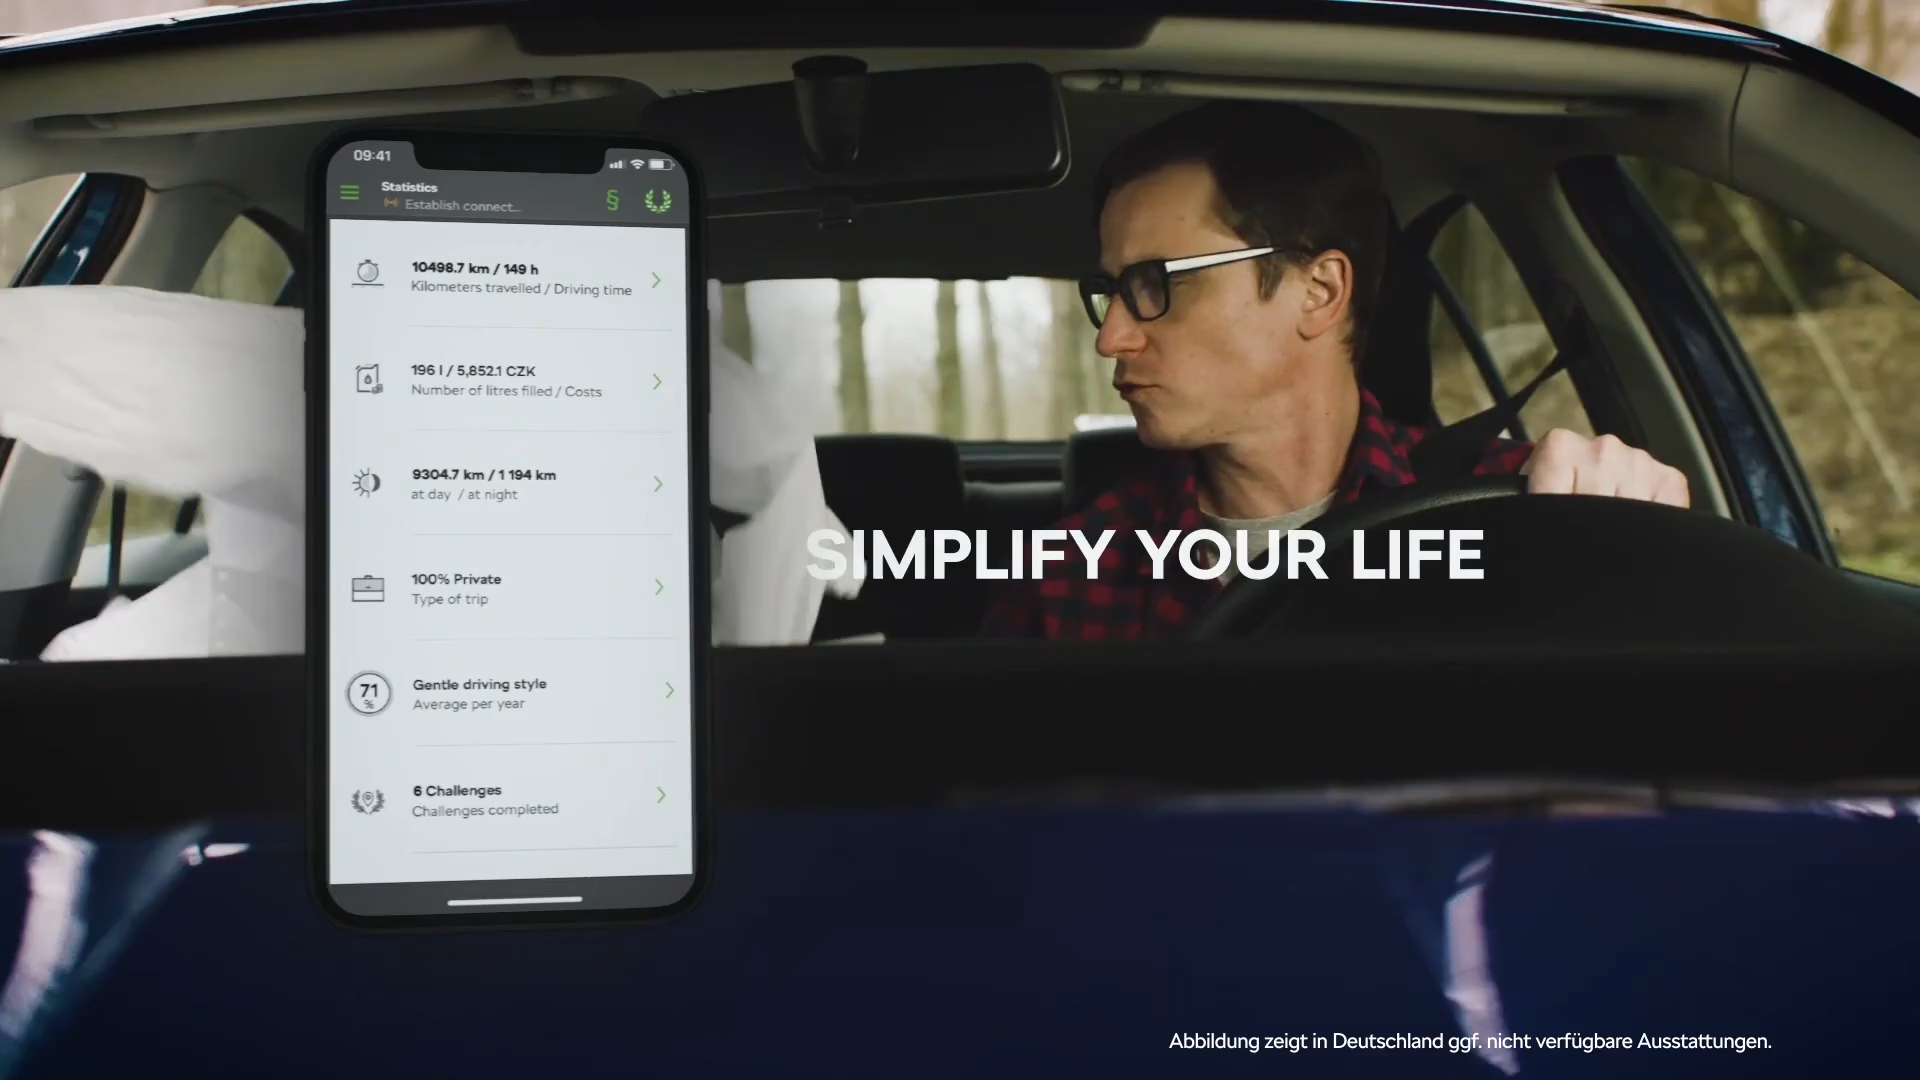 09:41
Statistics
Establish connect...
10498.7 km / 149 h
Kilometers travelled / Driving time
196 l / 5,852.1 CZK
Number of litres filled / Costs
9304.7 km / 1 194 km
at day / at night
100% Private
Type of trip
71
%
Gentle driving style
Average per year
6 Challenges
Challenges completed
SIMPLIFY YOUR LIFE
Abbildung zeigt in Deutschland ggf. nicht verfügbare Ausstattungen.